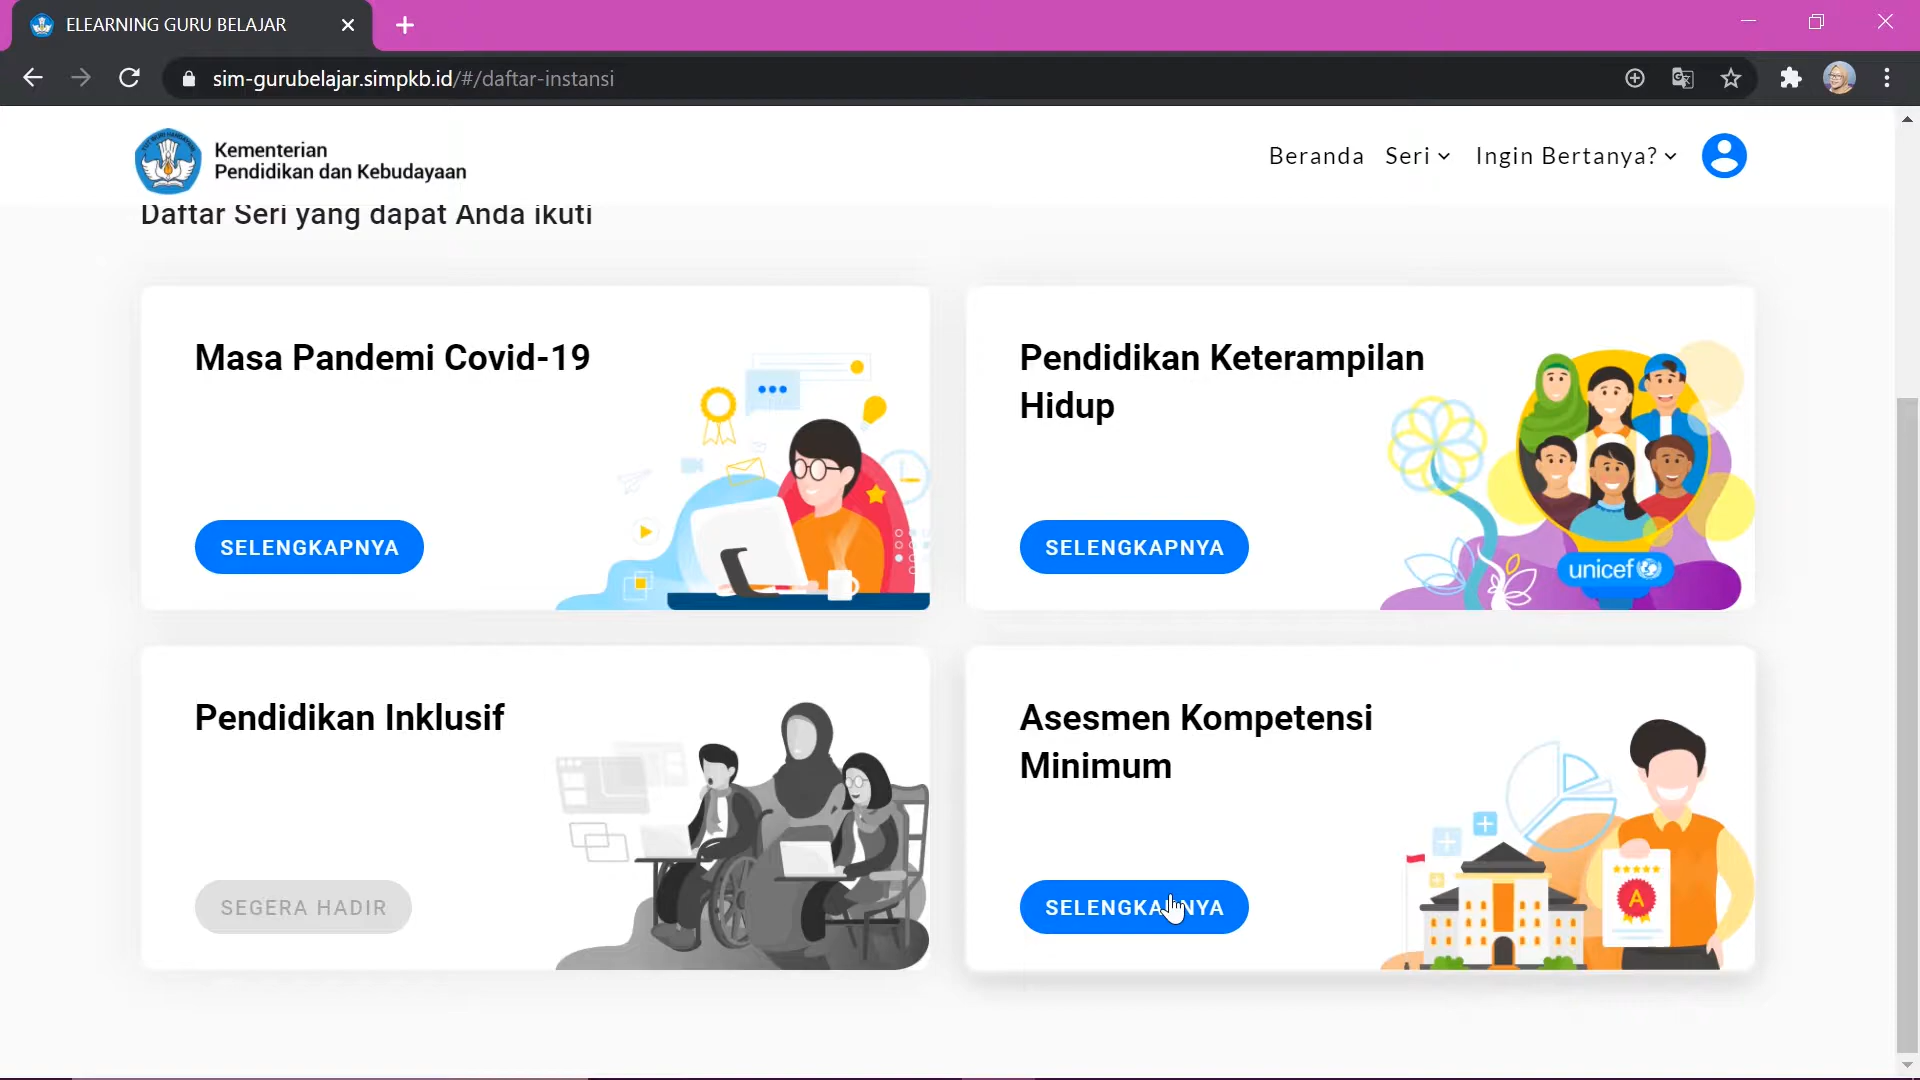 ELEARNING GURU BELAJAR
sim-gurubelajar.simpkb.id/#/daftar-instansi
Kementerian
Pendidikan dan Kebudayaan
Beranda Seri Ingin Bertanya?
Daftar Seri yang dapat Anda ikuti
Masa Pandemi Covid-19
SELENGKAPNYA
Pendidikan Keterampilan
Hidup
SELENGKAPNYA
unicef
Pendidikan Inklusif
SEGERA HADIR
Asesmen Kompetensi
Minimum
SELENGKAPNYA
A